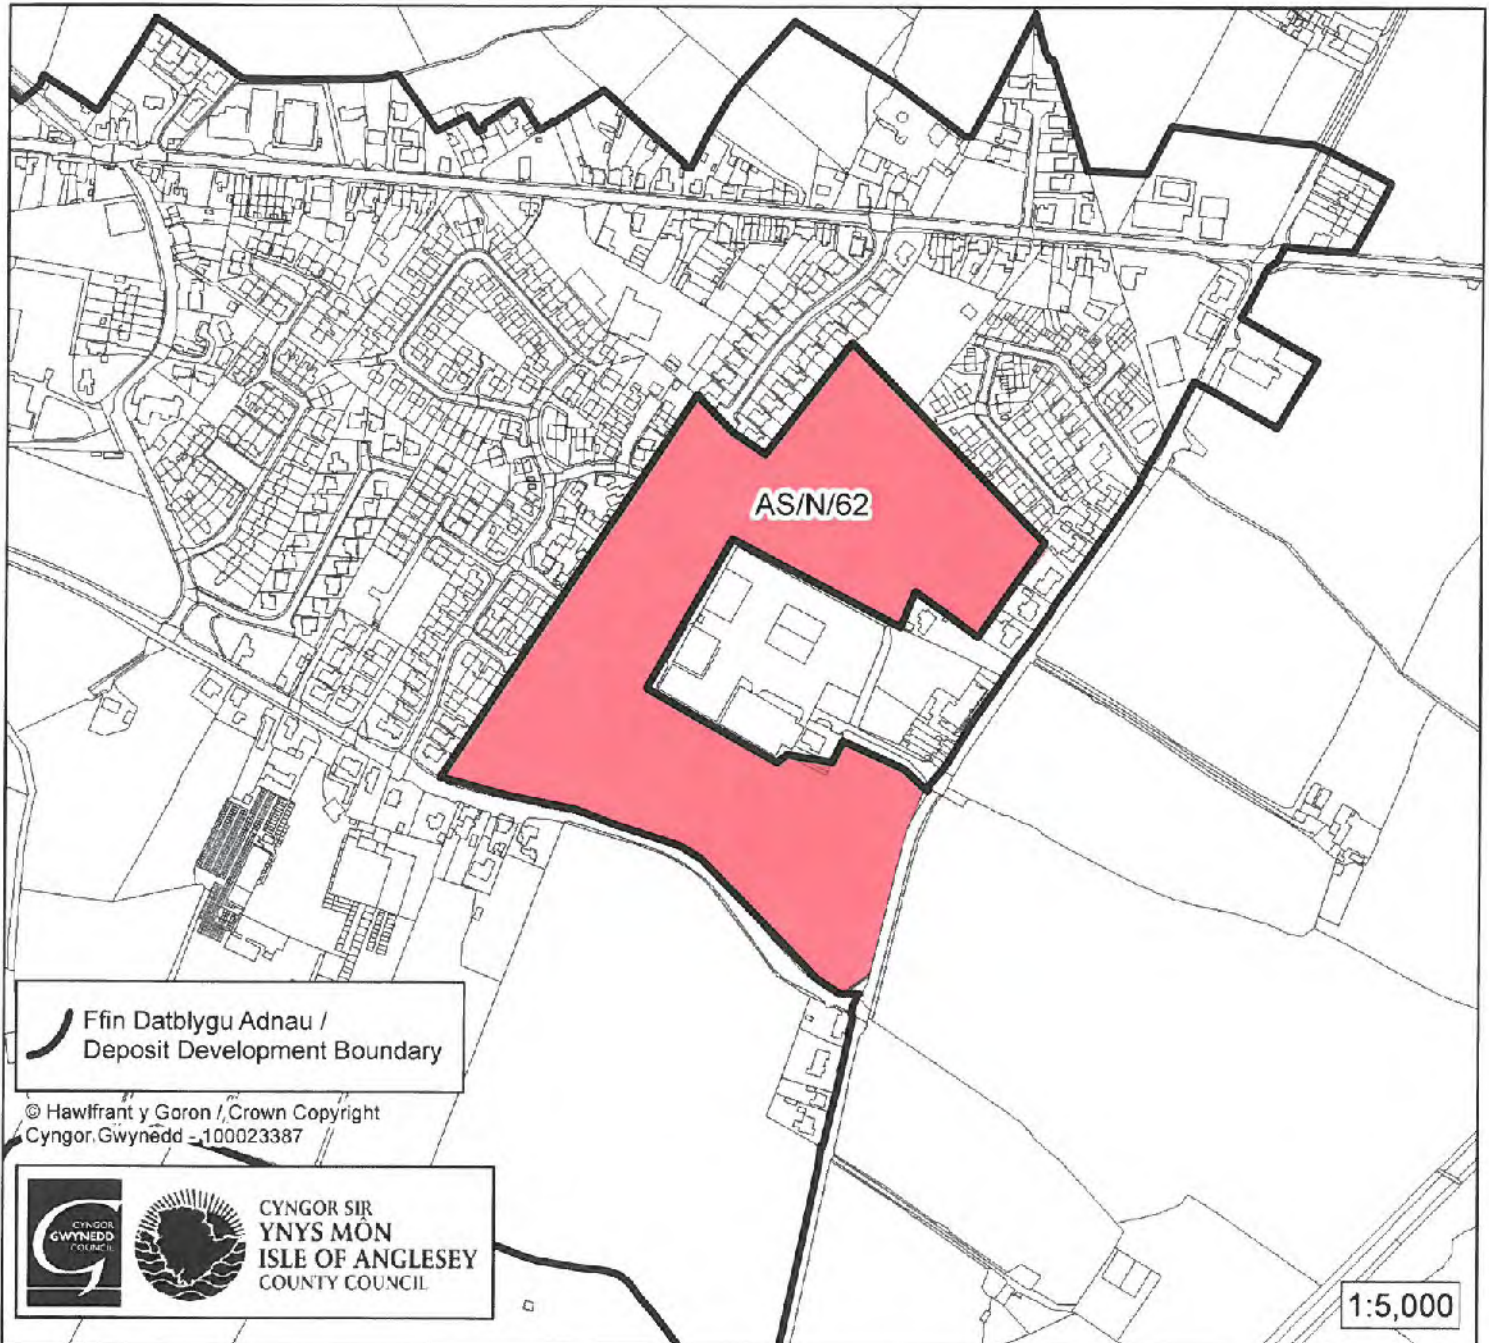 AS/N/62
Ffin Datblygu Adnau /
Deposit Development Boundary
© Hawlfrant y Goron / Crown Copyright
Cyngor Gwynedd - 100023387
CYNGOR
GWYNEDD
COUNCIL
CYNGOR SIR
YNYS MÔN
ISLE OF ANGLESEY
COUNTY COUNCIL
1:5,000